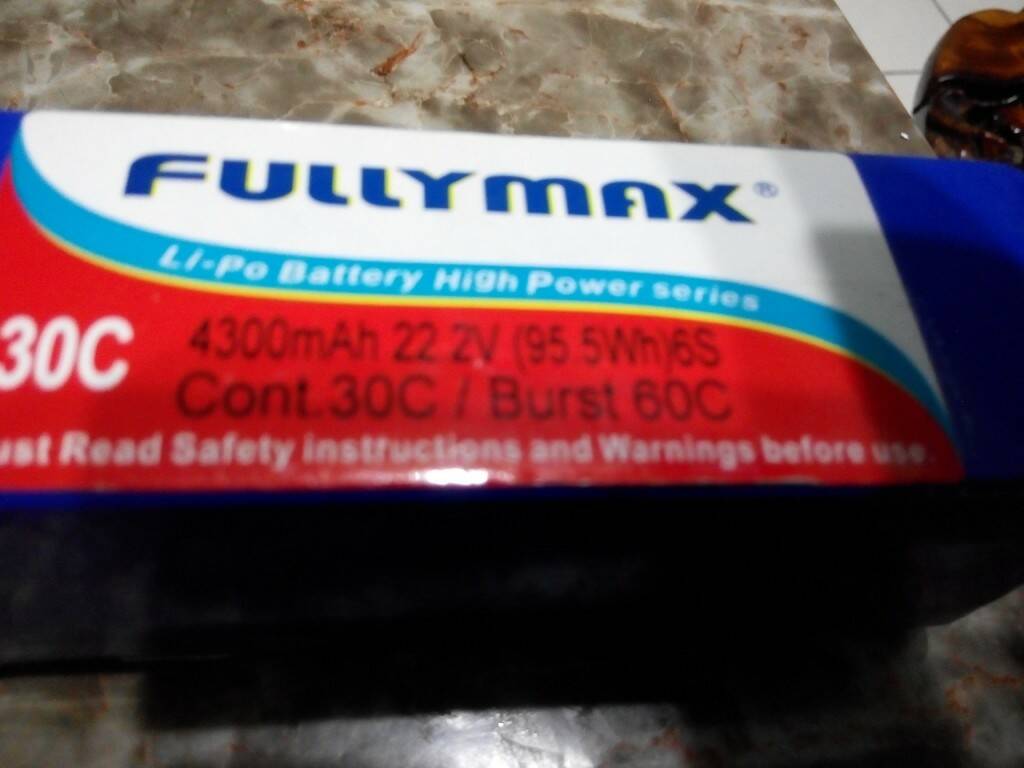 FULLYMAX®
Li-Po Battery High Power series
30C
4300mAh 22.2V (95.5Wh)6S
Cont.30C / Burst 60C
Read Safety instructions and Warnings before use.